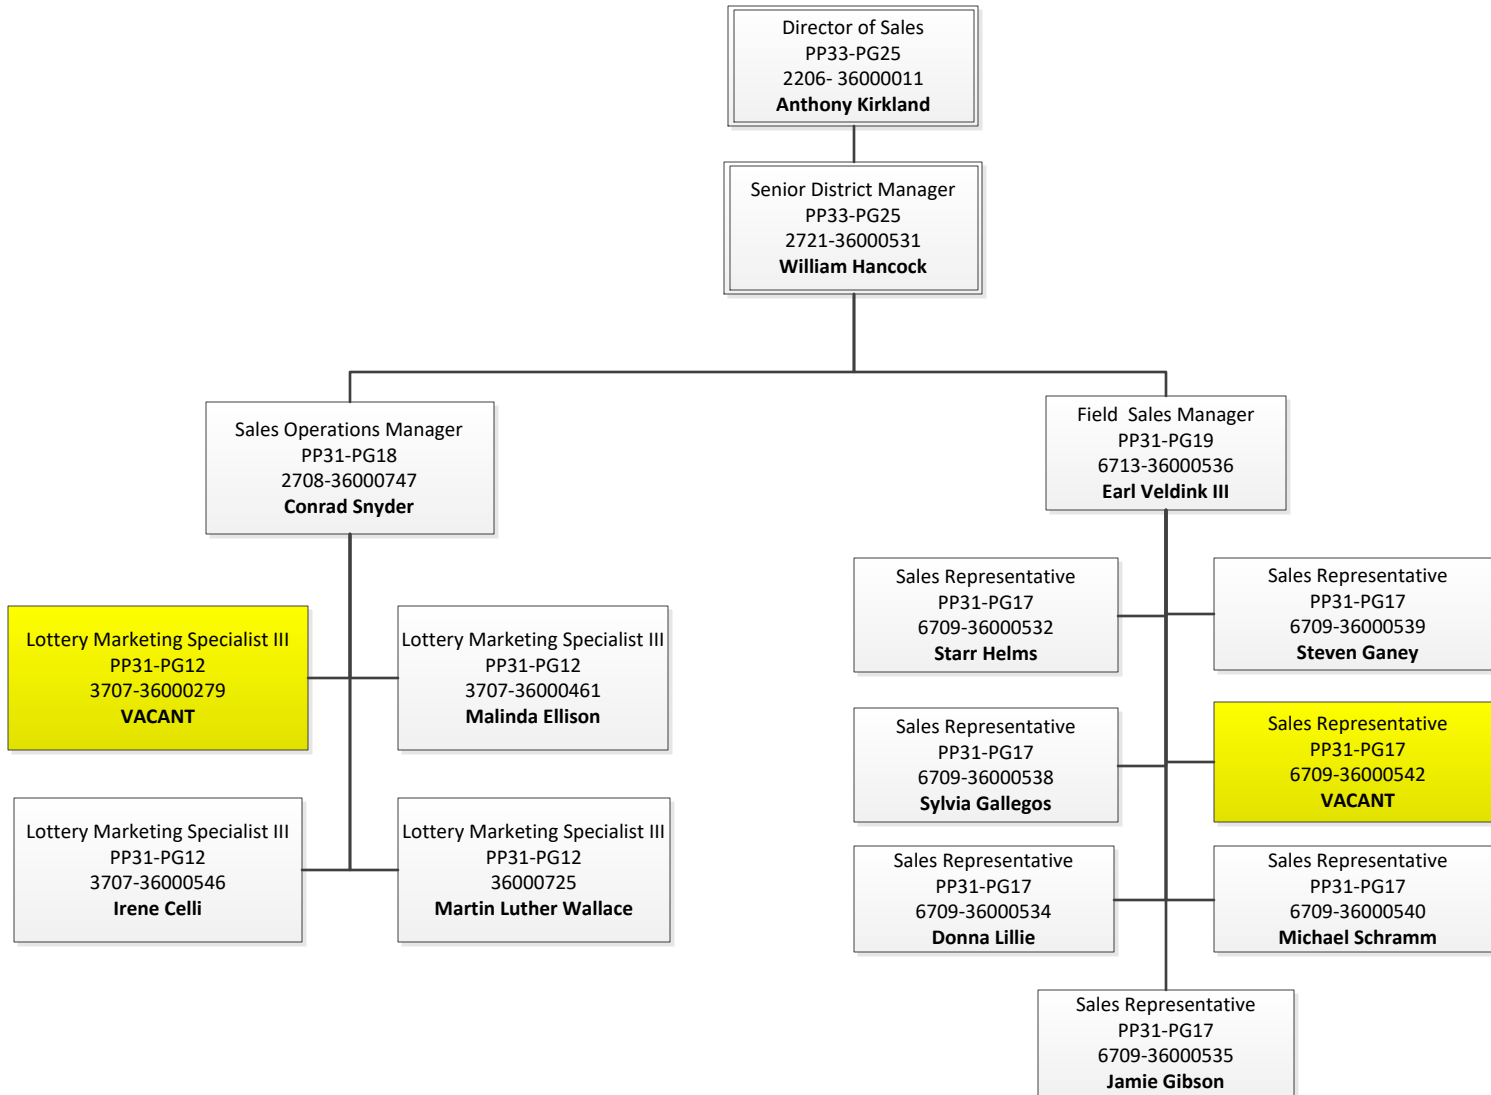 Director of Sales
PP33-PG25
2206- 36000011
Anthony Kirkland
Senior District Manager
PP33-PG25
2721-36000531
William Hancock
Sales Operations Manager
PP31-PG18
2708-36000747
Conrad Snyder
Field  Sales Manager
PP31-PG19
6713-36000536
Earl Veldink III
Lottery Marketing Specialist III
PP31-PG12
3707-36000279
VACANT
Lottery Marketing Specialist III
PP31-PG12
3707-36000461
Malinda Ellison
Lottery Marketing Specialist III
PP31-PG12
3707-36000546
Irene Celli
Lottery Marketing Specialist III
PP31-PG12
36000725
Martin Luther Wallace
Sales Representative
PP31-PG17
6709-36000532
Starr Helms
Sales Representative
PP31-PG17
6709-36000539
Steven Ganey
Sales Representative
PP31-PG17
6709-36000538
Sylvia Gallegos
Sales Representative
PP31-PG17
6709-36000542
VACANT
Sales Representative
PP31-PG17
6709-36000534
Donna Lillie
Sales Representative
PP31-PG17
6709-36000540
Michael Schramm
Sales Representative
PP31-PG17
6709-36000535
Jamie Gibson